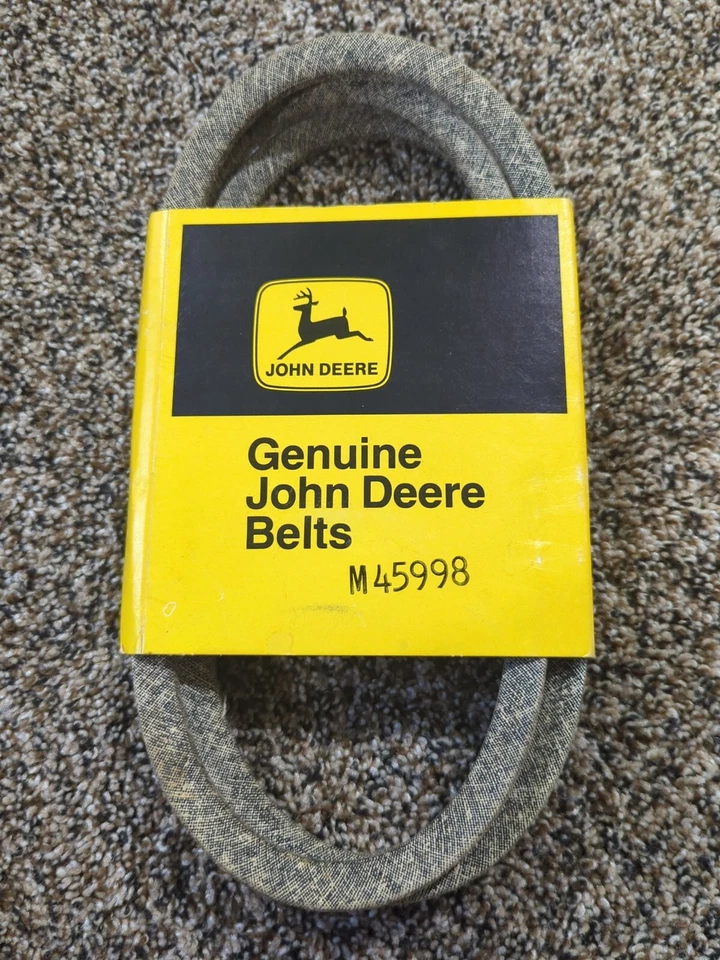 JOHN DEERE
Genuine
John Deere
Belts
M45998